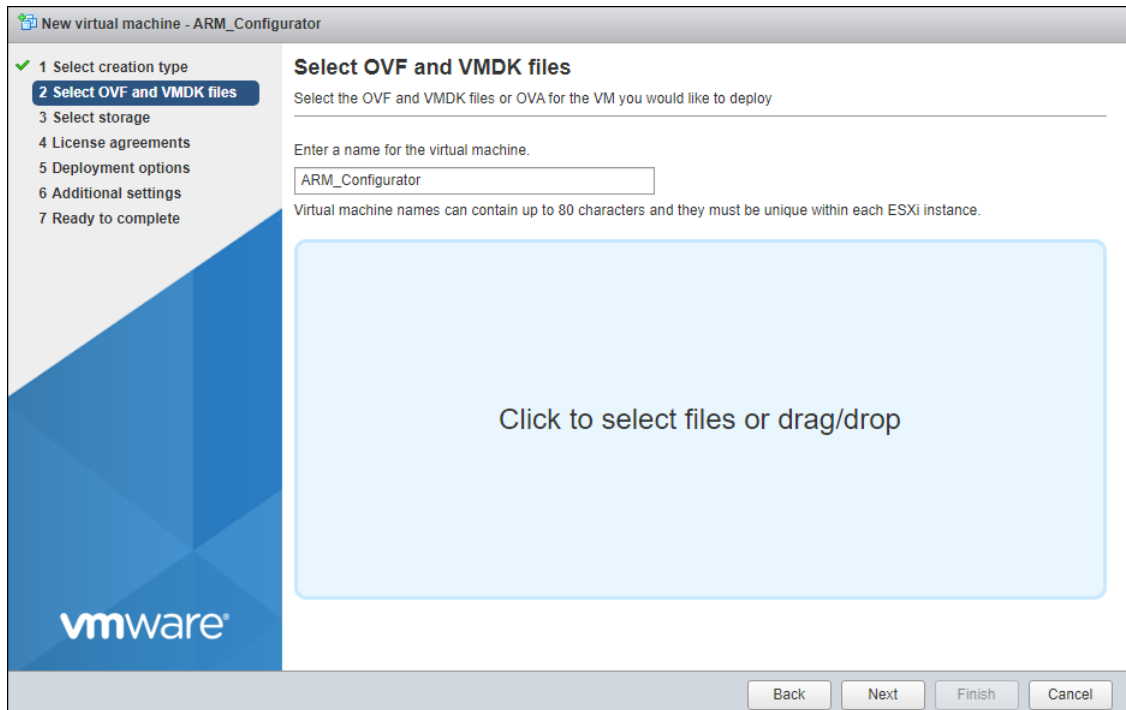 New virtual machine - ARM_Configurator
1 Select creation type
2 Select OVF and VMDK files
3 Select storage
4 License agreements
5 Deployment options
6 Additional settings
7 Ready to complete
vmware®
Select OVF and VMDK files
Select the OVF and VMDK files or OVA for the VM you would like to deploy
Enter a name for the virtual machine.
ARM_Configurator
Virtual machine names can contain up to 80 characters and they must be unique within each ESXi instance.
Click to select files or drag/drop
Back Next Finish Cancel